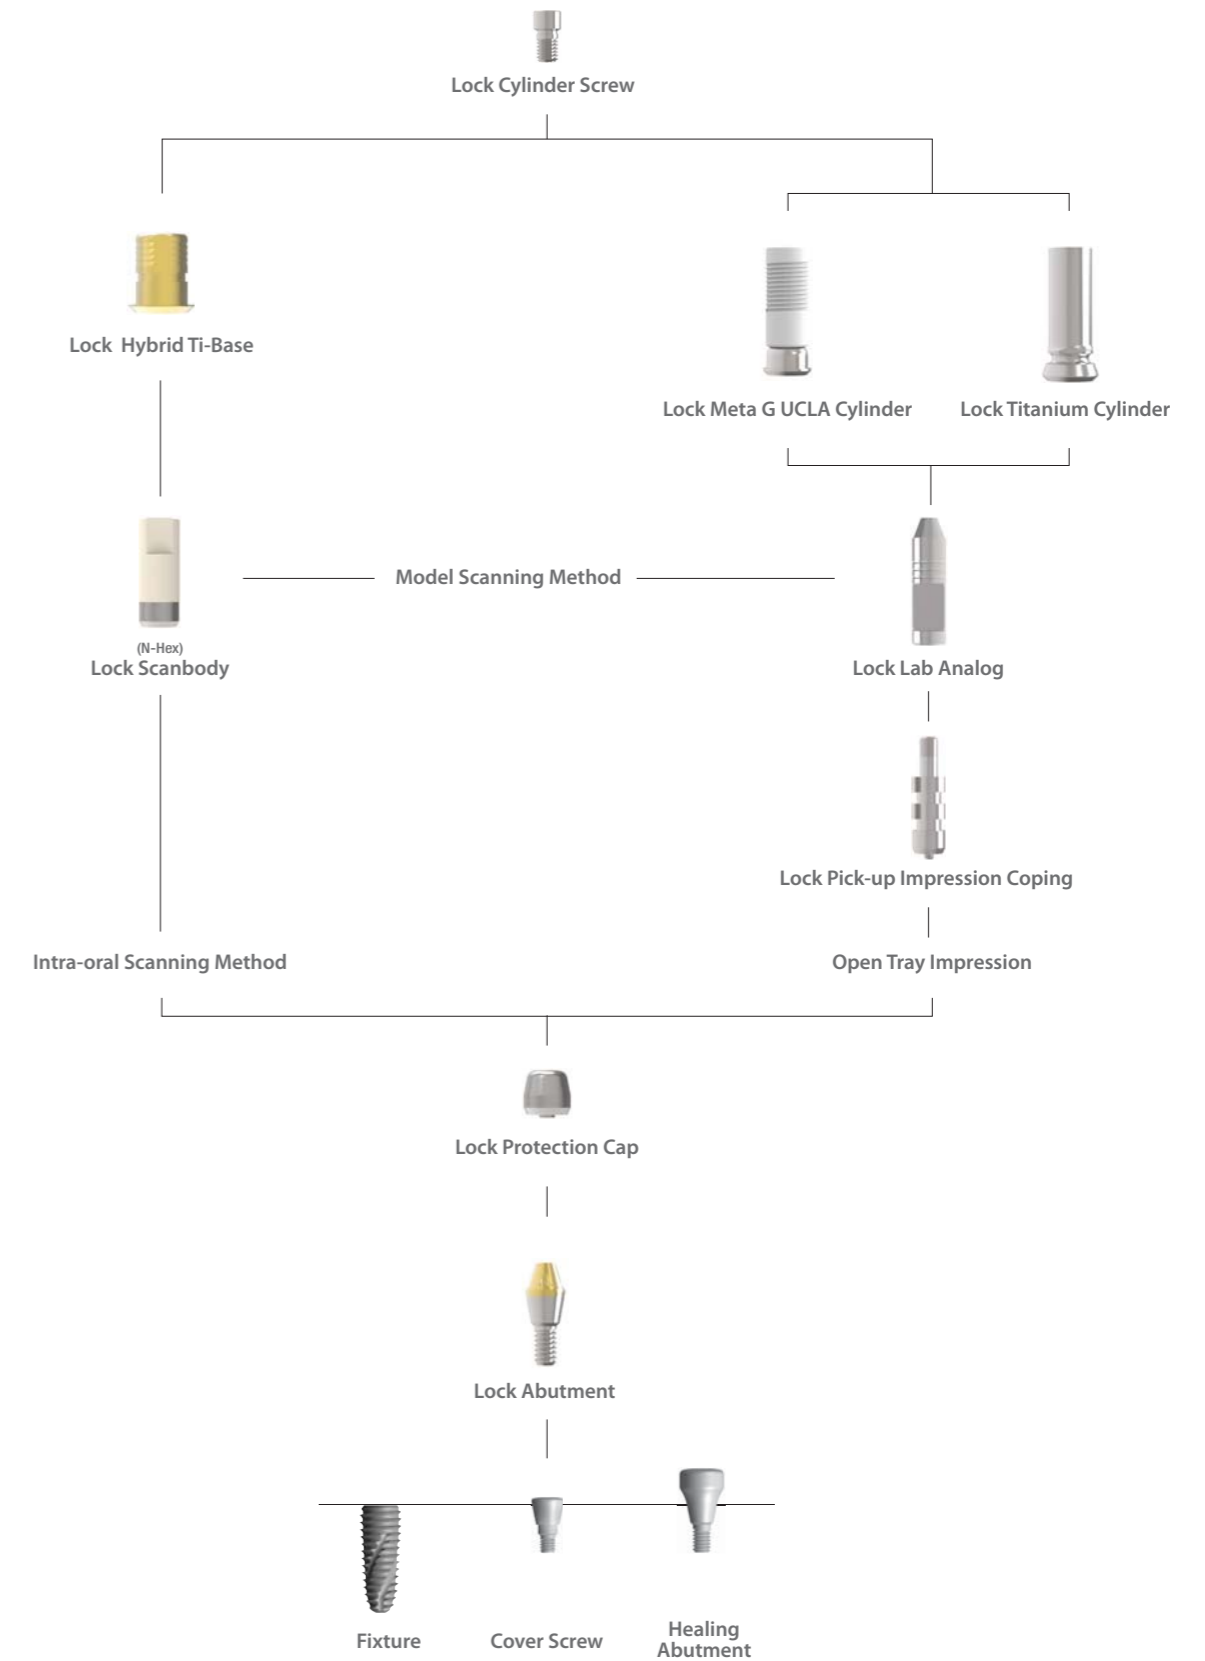 Lock Cylinder Screw
Lock Hybrid Ti-Base
Lock Meta G UCLA Cylinder
Lock Titanium Cylinder
Model Scanning Method
(N-Hex)
Lock Scanbody
Lock Lab Analog
Lock Pick-up Impression Coping
Intra-oral Scanning Method
Open Tray Impression
Lock Protection Cap
Lock Abutment
Fixture
Cover Screw
Healing
Abutment